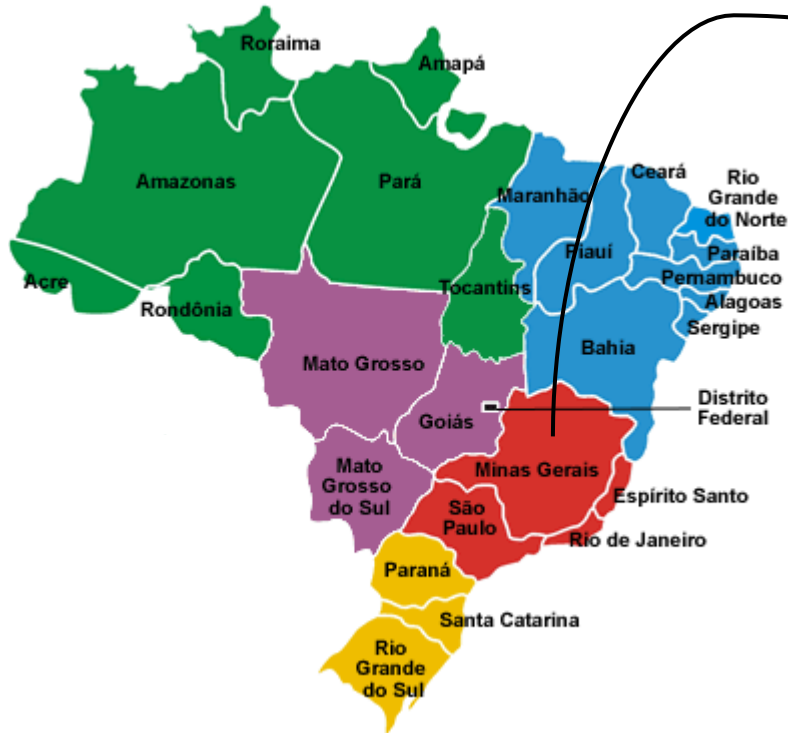 Roraima
Amapá
Amazonas
Pará
Maranhão
Ceará
Rio
Grande
do Norte
Piauí
Paraíba
Acre
Rondônia
Tocantins
Pernambuco
Alagoas
Sergipe
Bahia
Mato Grosso
Goiás
Distrito
Federal
Mato
Grosso
do Sul
Minas Gerais
Espírito Santo
São
Paulo
Rio de Janeiro
Paraná
Santa Catarina
Rio
Grande
do Sul